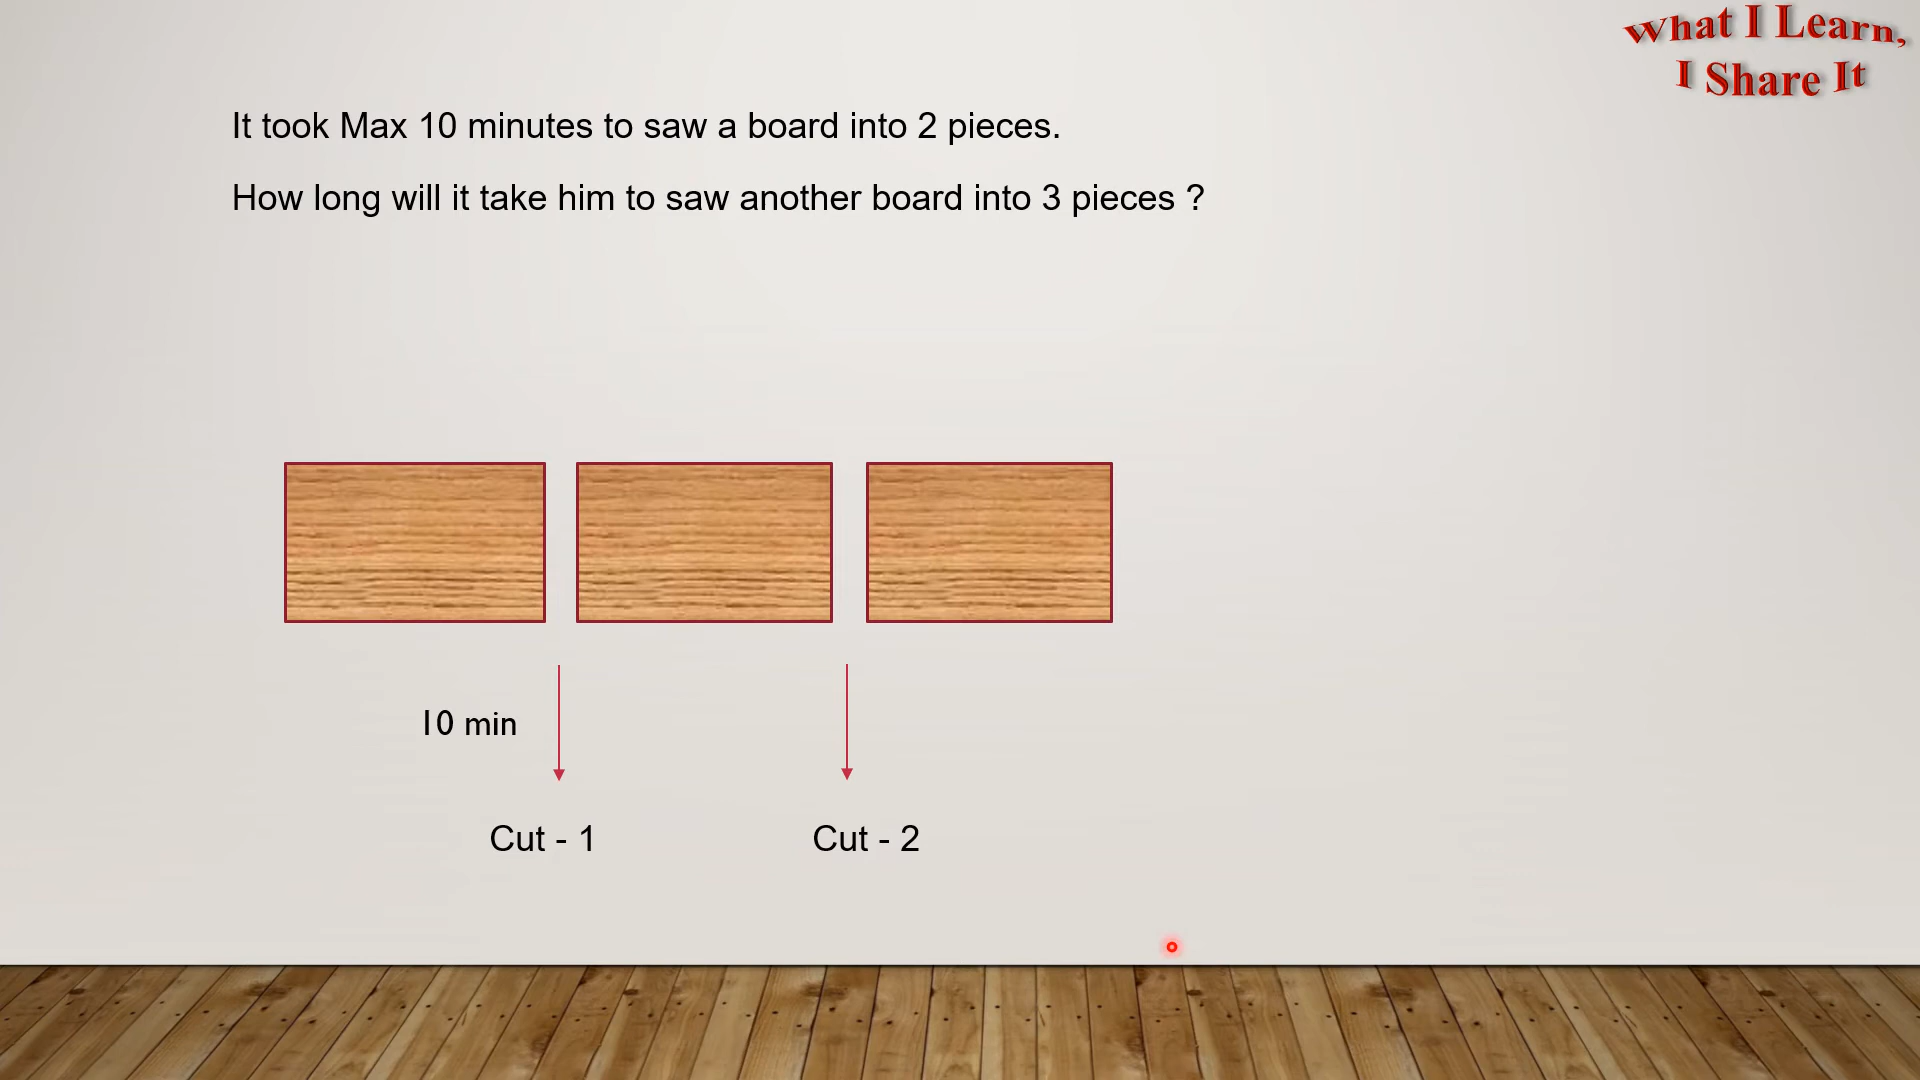 What I Learn,
I Share It
It took Max 10 minutes to saw a board into 2 pieces.
How long will it take him to saw another board into 3 pieces ?
10 min
Cut - 1
Cut - 2